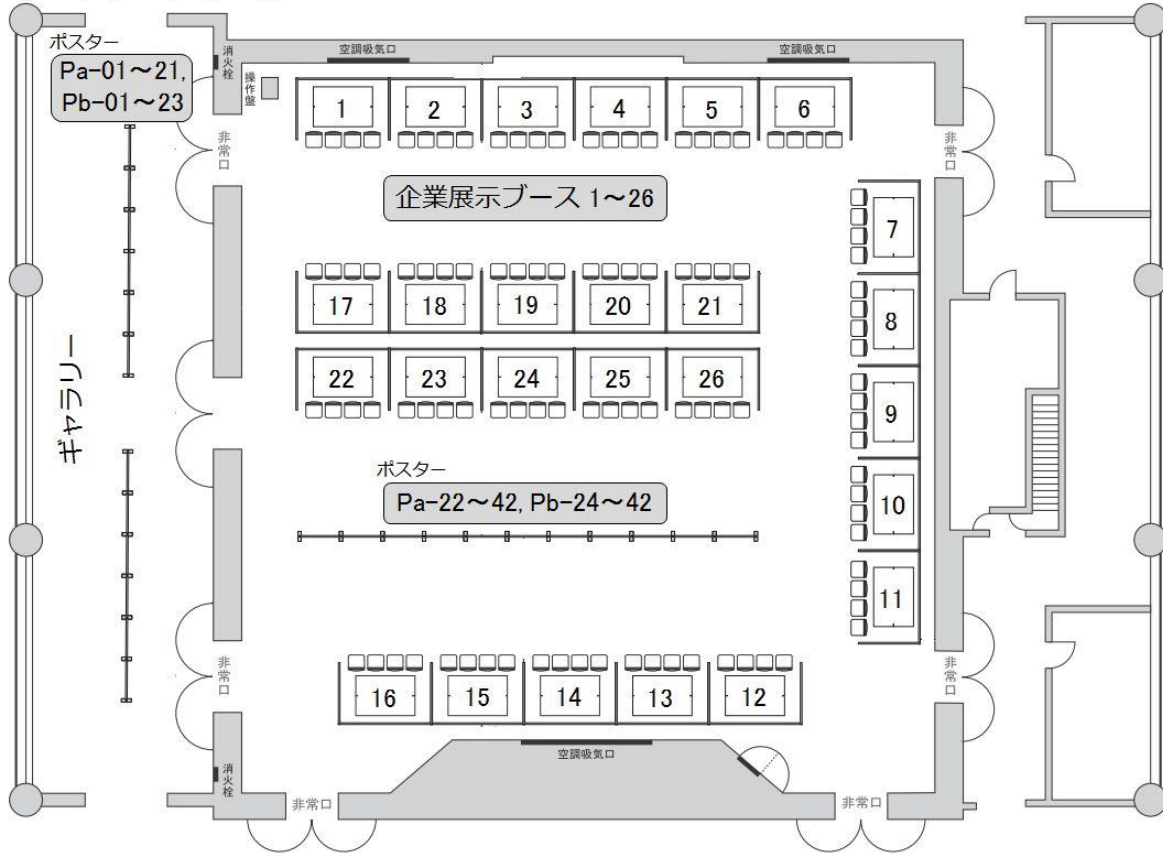 ポスター
Pa-01～21,
Pb-01～23
消火栓
操作盤
空調吸気口
空調吸気口
1
2
3
4
5
6
非常口
非常口
企業展示ブース 1～26
7
8
9
10
11
17
18
19
20
21
22
23
24
25
26
ギャラリー
ポスター
Pa-22～42, Pb-24～42
16
15
14
13
12
非常口
非常口
空調吸気口
消火栓
非常口
非常口